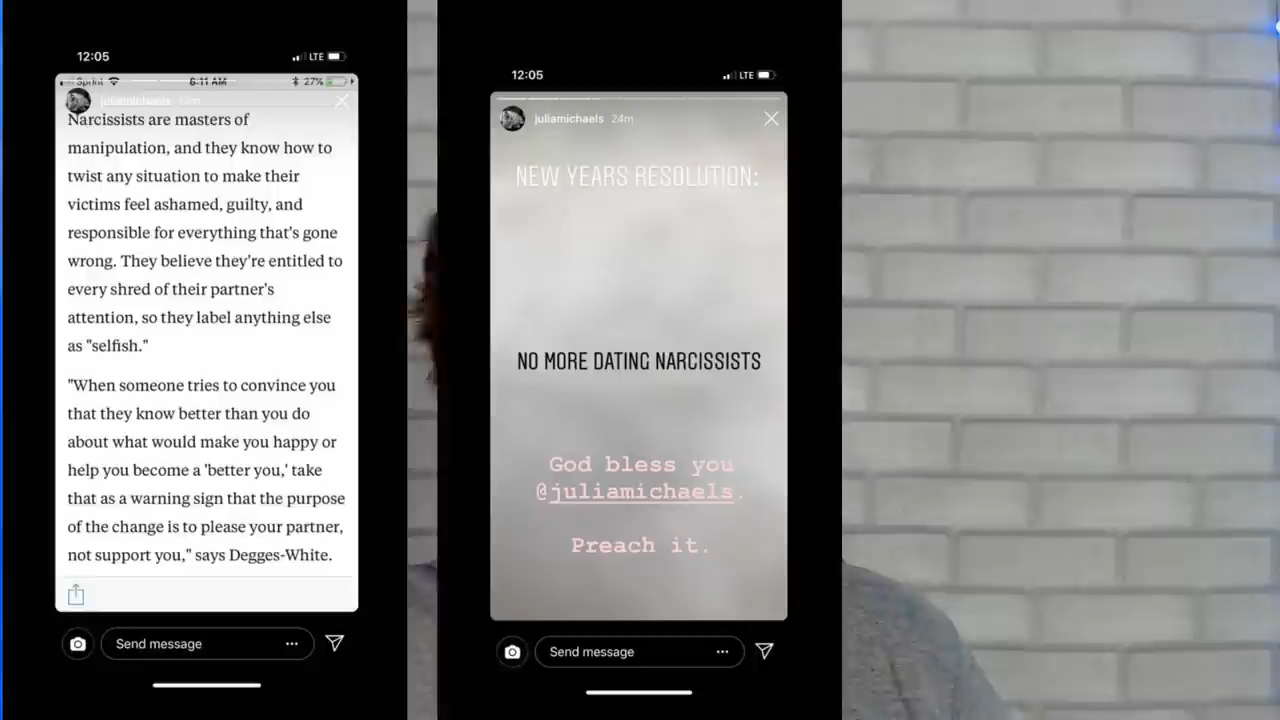 12:05
LTE
Sprint
6:11 AM
27%
juliamichaels
Narcissists are masters of
manipulation, and they know how to
twist any situation to make their
victims feel ashamed, guilty, and
responsible for everything that's gone
wrong. They believe they're entitled to
every shred of their partner's
attention, so they label anything else
as "selfish."
"When someone tries to convince you
that they know better than you do
about what would make you happy or
help you become a 'better you,' take
that as a warning sign that the purpose
of the change is to please your partner,
not support you," says Degges-White.
Send message
12:05
LTE
juliamichaels 24m
NEW YEARS RESOLUTION:
NO MORE DATING NARCISSISTS
God bless you
@juliamichaels.
Preach it.
Send message